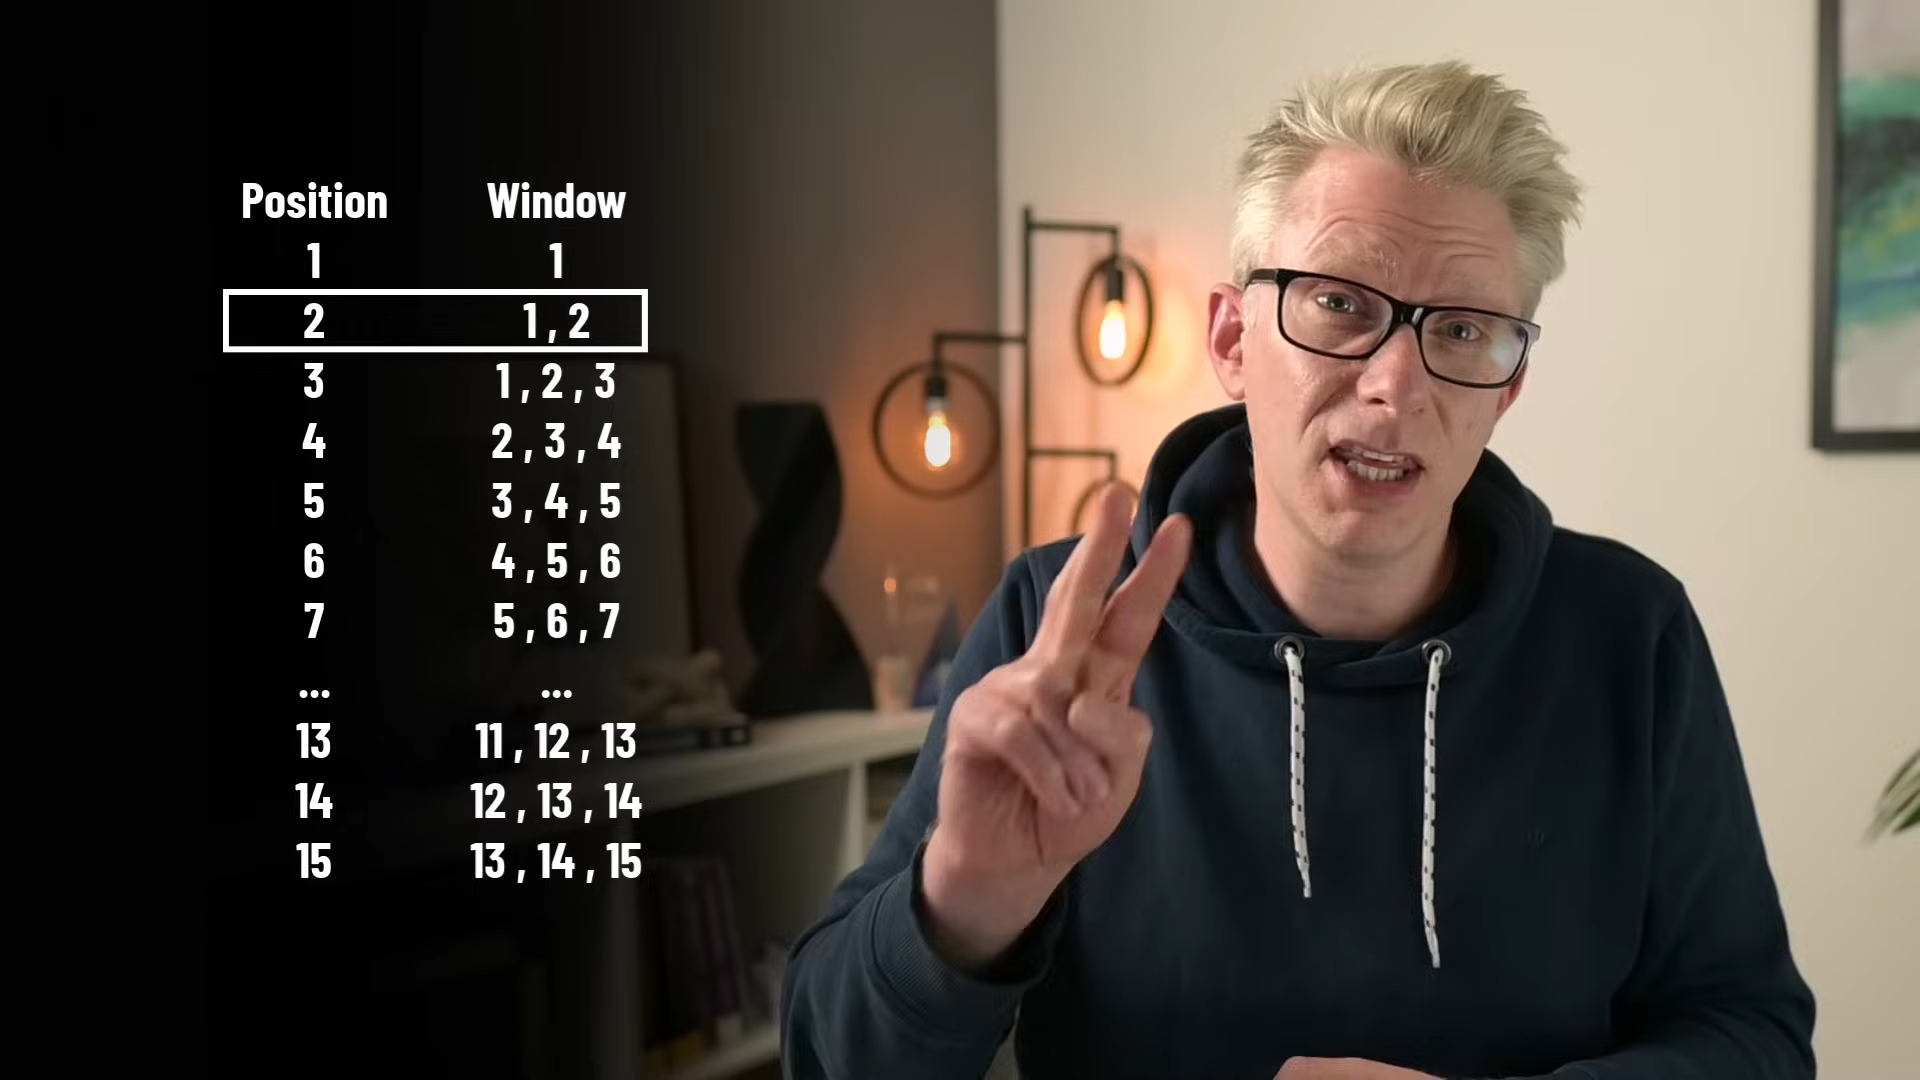 Position Window
1 1
2 1 , 2
3 1 , 2 , 3
4 2 , 3 , 4
5 3 , 4 , 5
6 4 , 5 , 6
7 5 , 6 , 7
... ...
13 11 , 12 , 13
14 12 , 13 , 14
15 13 , 14 , 15